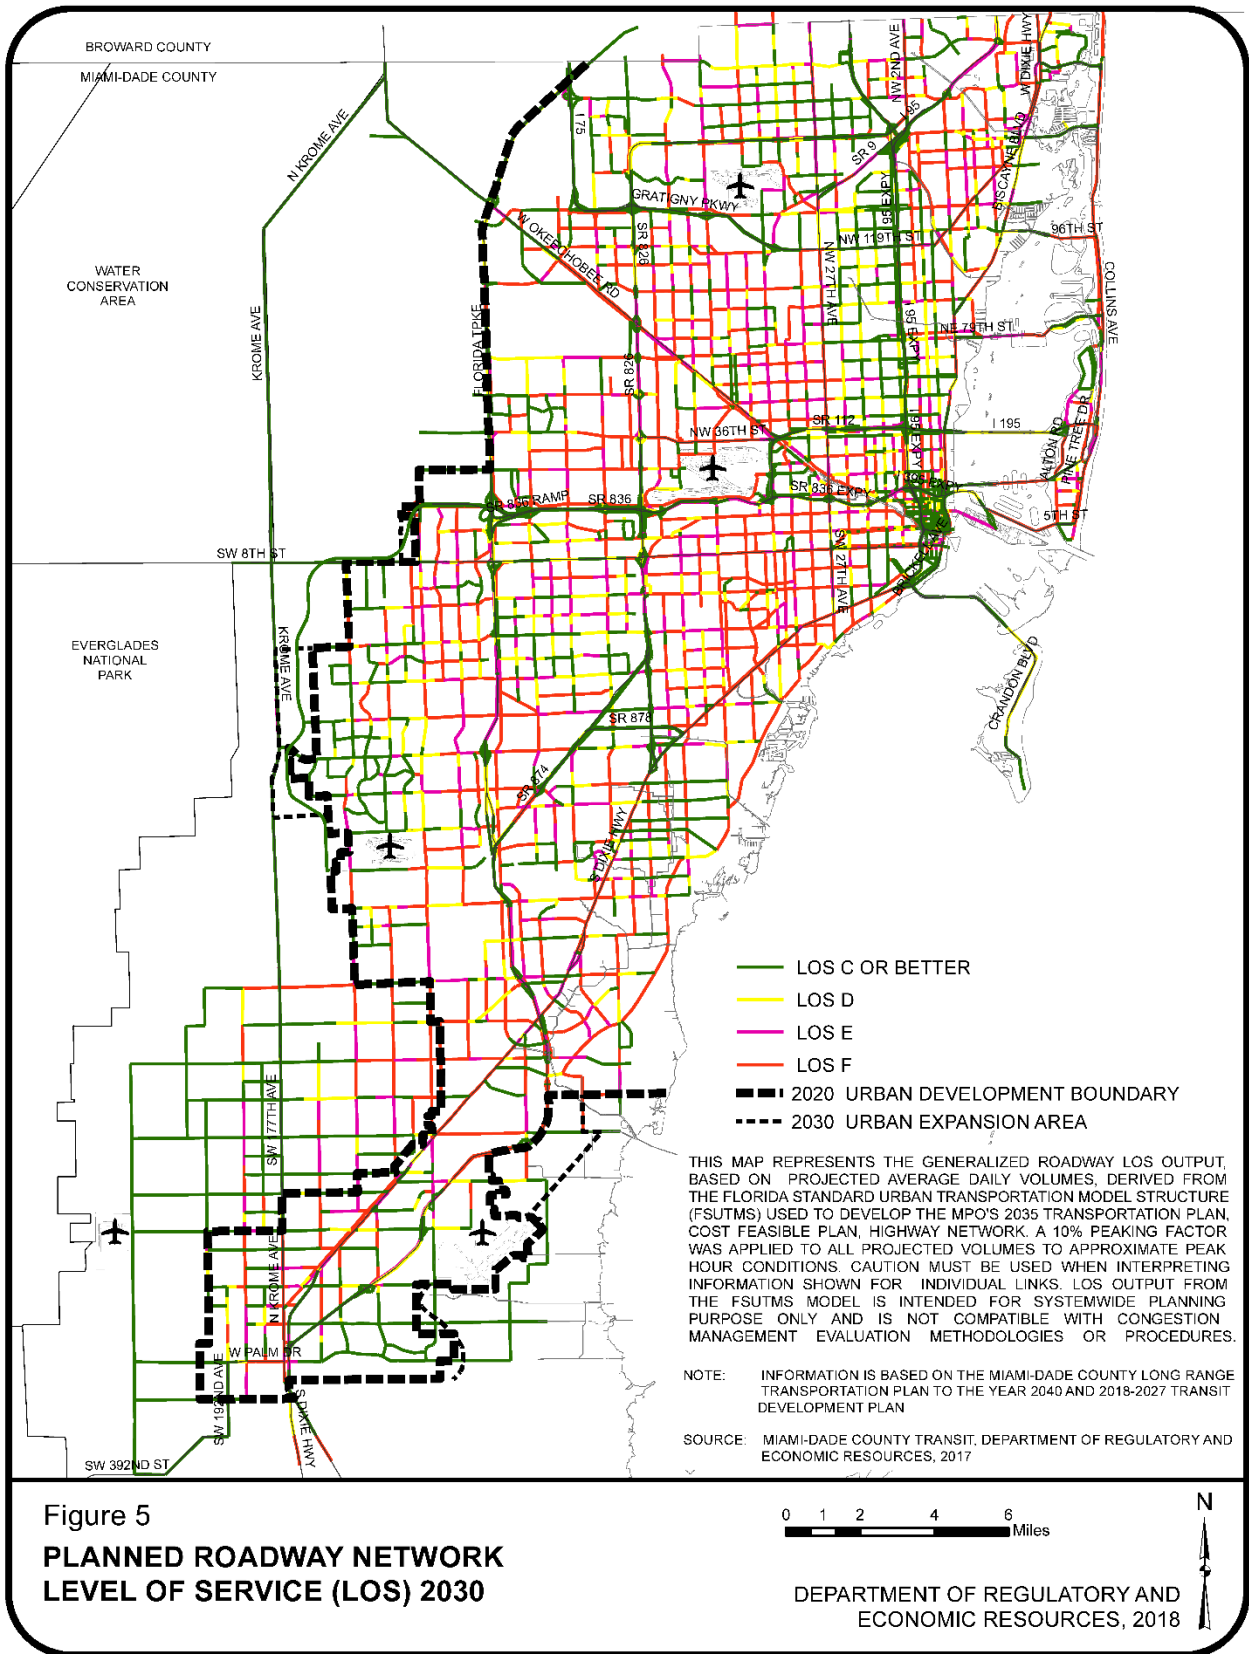 BROWARD COUNTY
MIAMI-DADE COUNTY
N KROME AVE
I 75
NW 2ND AVE
W DIXIE HWY
I 95
SR 9
BISCAYNE BLVD
GRATIGNY PKWY
I 95 EXPY
W OKEECHOBEE RD
SR 826
NW 119TH ST
96TH ST
WATER
CONSERVATION
AREA
NW 27TH AVE
COLLINS AVE
KROME AVE
FLORIDA TPKE
I 95 EXPY
NE 79TH ST
SR 826
NW 36TH ST
SR 112
I 95 EXPY
I 195
ALTON RD
PINE TREE DR
SR 836 RAMP
SR 836
SR 836 EXPY
I 395 EXPY
5TH ST
SW 8TH ST
SW 27TH AVE
BRICKELL AVE
EVERGLADES
NATIONAL
PARK
KROME AVE
CRANDON BLVD
SR 878
SR 874
S DIXIE HWY
LOS C OR BETTER
LOS D
LOS E
LOS F
2020 URBAN DEVELOPMENT BOUNDARY
2030 URBAN EXPANSION AREA
SW 177TH AVE
THIS MAP REPRESENTS THE GENERALIZED ROADWAY LOS OUTPUT,
BASED ON PROJECTED AVERAGE DAILY VOLUMES, DERIVED FROM
THE FLORIDA STANDARD URBAN TRANSPORTATION MODEL STRUCTURE
(FSUTMS) USED TO DEVELOP THE MPO'S 2035 TRANSPORTATION PLAN,
COST FEASIBLE PLAN, HIGHWAY NETWORK. A 10% PEAKING FACTOR
WAS APPLIED TO ALL PROJECTED VOLUMES TO APPROXIMATE PEAK
HOUR CONDITIONS. CAUTION MUST BE USED WHEN INTERPRETING
INFORMATION SHOWN FOR INDIVIDUAL LINKS. LOS OUTPUT FROM
THE FSUTMS MODEL IS INTENDED FOR SYSTEMWIDE PLANNING
PURPOSE ONLY AND IS NOT COMPATIBLE WITH CONGESTION
MANAGEMENT EVALUATION METHODOLOGIES OR PROCEDURES.
N KROME AVE
W PALM DR
SW 192ND AVE
S DIXIE HWY
SW 392ND ST
NOTE: INFORMATION IS BASED ON THE MIAMI-DADE COUNTY LONG RANGE
TRANSPORTATION PLAN TO THE YEAR 2040 AND 2018-2027 TRANSIT
DEVELOPMENT PLAN
SOURCE: MIAMI-DADE COUNTY TRANSIT, DEPARTMENT OF REGULATORY AND
ECONOMIC RESOURCES, 2017
Figure 5
PLANNED ROADWAY NETWORK
LEVEL OF SERVICE (LOS) 2030
0 1 2 4 6
Miles
N
DEPARTMENT OF REGULATORY AND
ECONOMIC RESOURCES, 2018